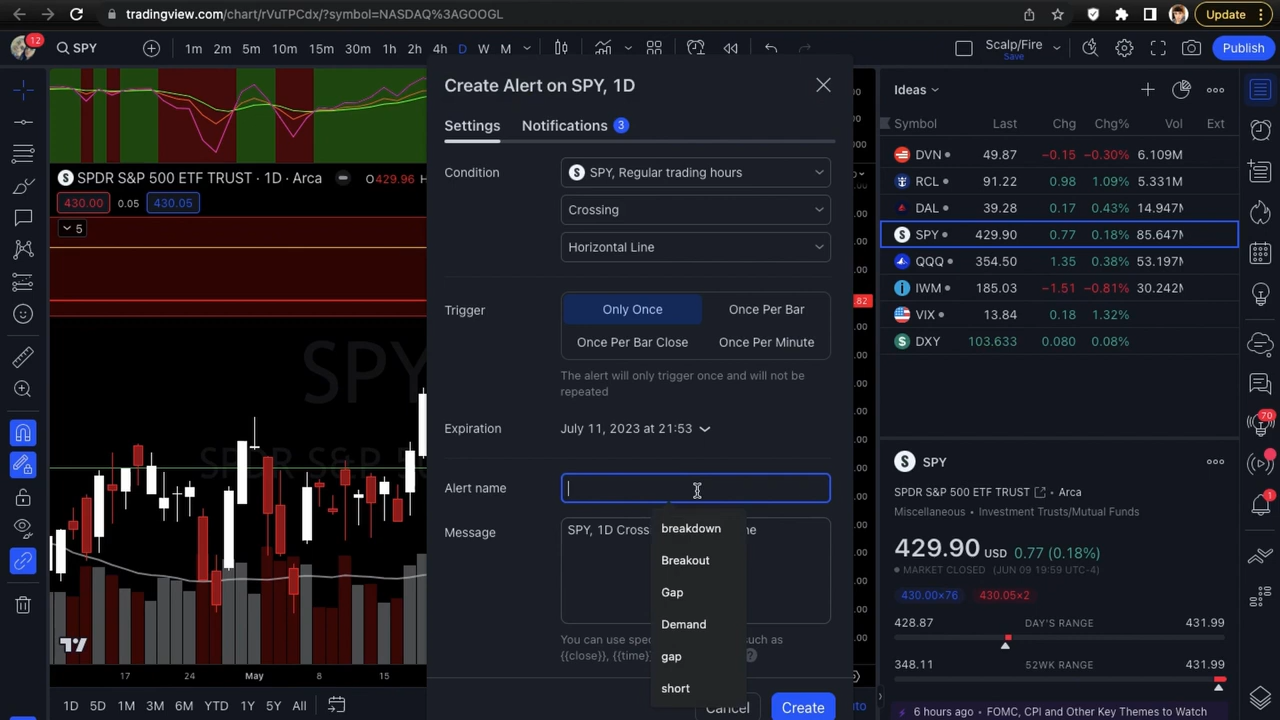 tradingview.com/chart/rVuTPCdx/?symbol=NASDAQ%3AGOOGL
Update
12
SPY
1m 2m 5m 10m 15m 30m 1h 2h 4h D W M
Scalp/Fire
Save
Publish
SPDR S&P 500 ETF TRUST · 1D · Arca
O429.96 H
430.00 0.05 430.05
5
SPY
SPDR S&P 500
17 24 May 8 15
1D 5D 1M 3M 6M YTD 1Y 5Y All
Create Alert on SPY, 1D
Settings Notifications 3
Condition
SPY, Regular trading hours
Crossing
Horizontal Line
Trigger
Only Once Once Per Bar
Once Per Bar Close Once Per Minute
The alert will only trigger once and will not be
repeated
Expiration July 11, 2023 at 21:53
Alert name
Message
SPY, 1D Cross
breakdown
Breakout
Gap
Demand
gap
short
You can use spec such as
{{close}}, {{time}}
Cancel Create
Ideas
Symbol Last Chg Chg% Vol Ext
DVN 49.87 −0.15 −0.30% 6.109M
RCL 91.22 0.98 1.09% 5.331M
DAL 39.28 0.17 0.43% 14.947M
SPY 429.90 0.77 0.18% 85.647M
QQQ 354.50 1.35 0.38% 53.197M
IWM 185.03 −1.51 −0.81% 30.242M
VIX 13.84 0.18 1.32%
DXY 103.633 0.080 0.08%
SPY
SPDR S&P 500 ETF TRUST · Arca
Miscellaneous · Investment Trusts/Mutual Funds
429.90 USD 0.77 (0.18%)
MARKET CLOSED (JUN 09 19:59 UTC-4)
430.00×76 430.05×2
428.87 DAY'S RANGE 431.99
348.11 52WK RANGE 431.99
6 hours ago · FOMC, CPI and Other Key Themes to Watch
70